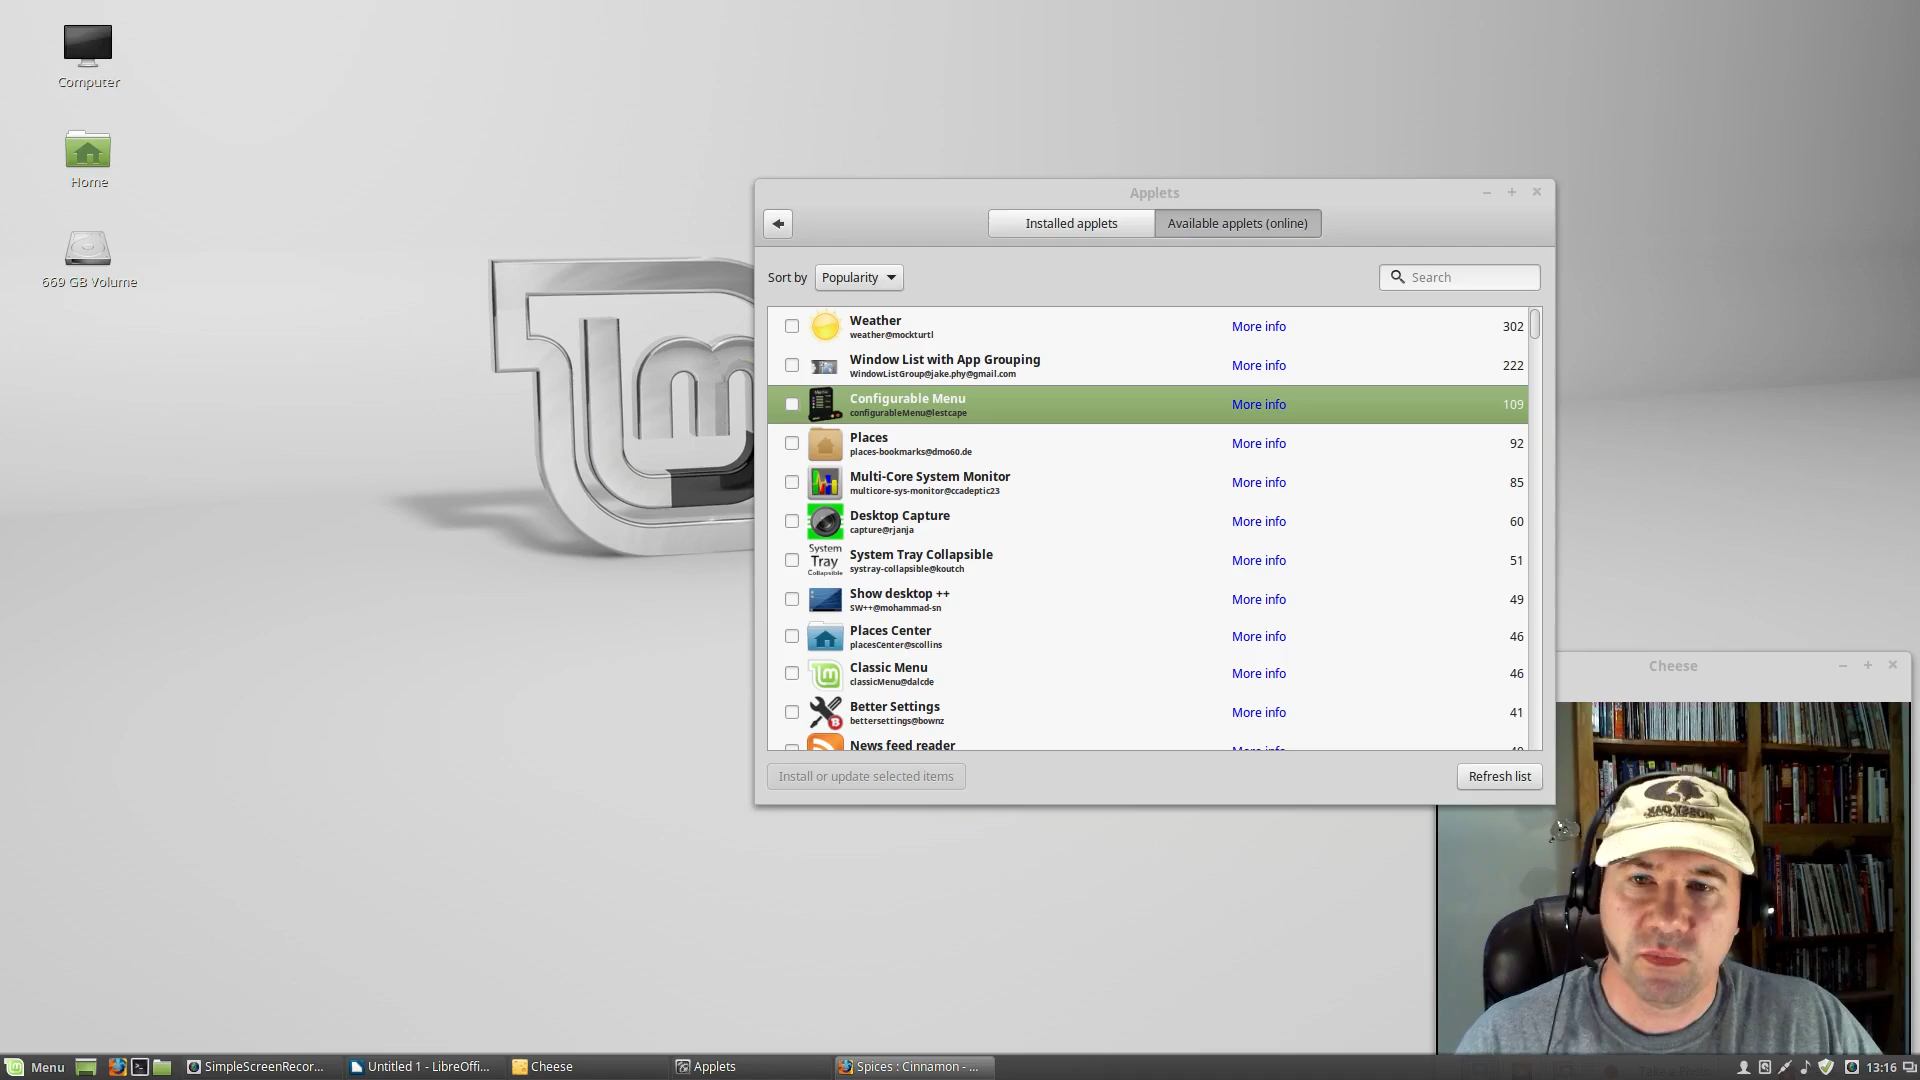 Computer
Home
669 GB Volume
Applets
Installed applets
Available applets (online)
Sort by
Popularity
Search
Weather
weather@mockturtl
More info
302
Window List with App Grouping
WindowListGroup@jake.phy@gmail.com
More info
222
Configurable Menu
configurableMenu@lestcape
More info
109
Places
places-bookmarks@dmo60.de
More info
92
Multi-Core System Monitor
multicore-sys-monitor@ccadeptic23
More info
85
Desktop Capture
capture@rjanja
More info
60
System
Tray
Collapsible
System Tray Collapsible
systray-collapsible@koutch
More info
51
Show desktop ++
SW++@mohammad-sn
More info
49
Places Center
placesCenter@scollins
More info
46
Classic Menu
classicMenu@dalcde
More info
46
Better Settings
bettersettings@bownz
More info
41
News feed reader
More info
Install or update selected items
Refresh list
Cheese
Menu
SimpleScreenRecor...
Untitled 1 - LibreOffi...
Cheese
Applets
Spices : Cinnamon - ...
13:16